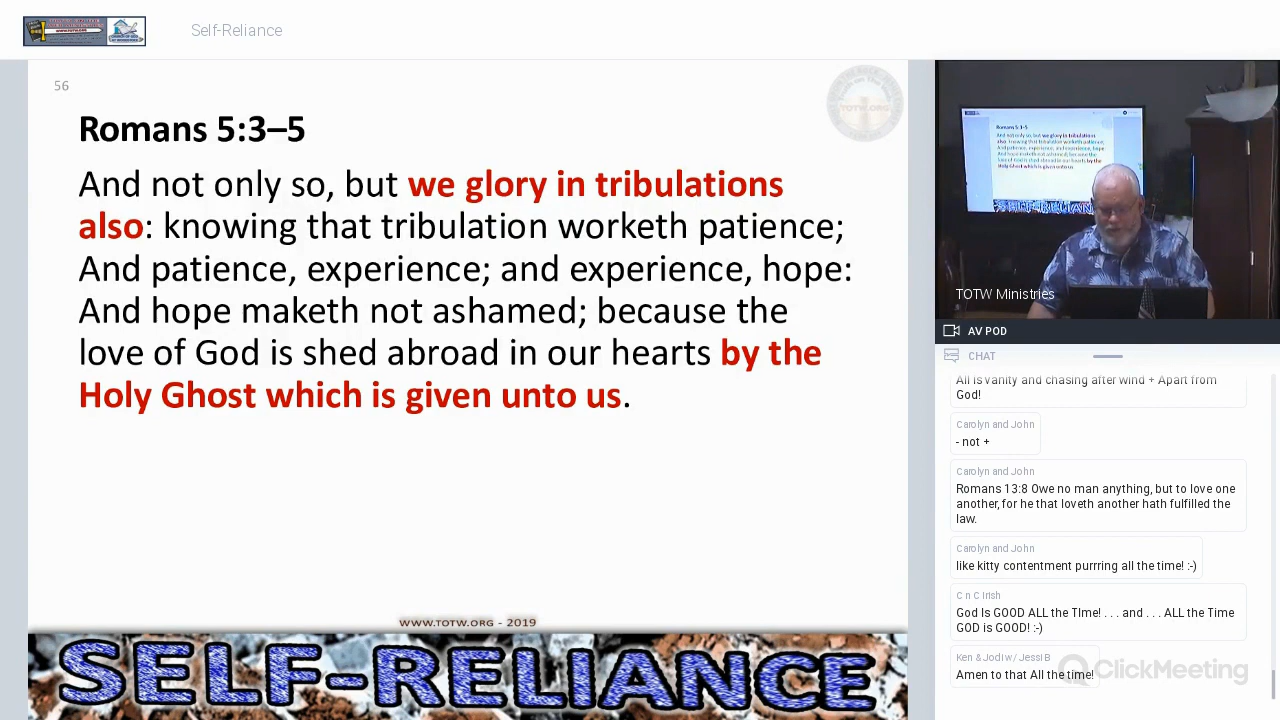 Self-Reliance
56
Romans 5:3–5
And not only so, but we glory in tribulations
also: knowing that tribulation worketh patience;
And patience, experience; and experience, hope:
And hope maketh not ashamed; because the
love of God is shed abroad in our hearts by the
Holy Ghost which is given unto us.
WWW.TOTW.ORG - 2019
SELF-RELIANCE
TOTW.ORG
TOTW Ministries
AV POD
CHAT
All is vanity and chasing after wind + Apart from
God!
Carolyn and John
- not +
Carolyn and John
Romans 13:8 Owe no man anything, but to love one
another, for he that loveth another hath fulfilled the
law.
Carolyn and John
like kitty contentment purrring all the time! :-)
C n C Irish
God Is GOOD ALL the TIme! . . . and . . . ALL the Time
GOD is GOOD! :-)
Ken & Jodi w/ Jessi B
Amen to that All the time!
ClickMeeting